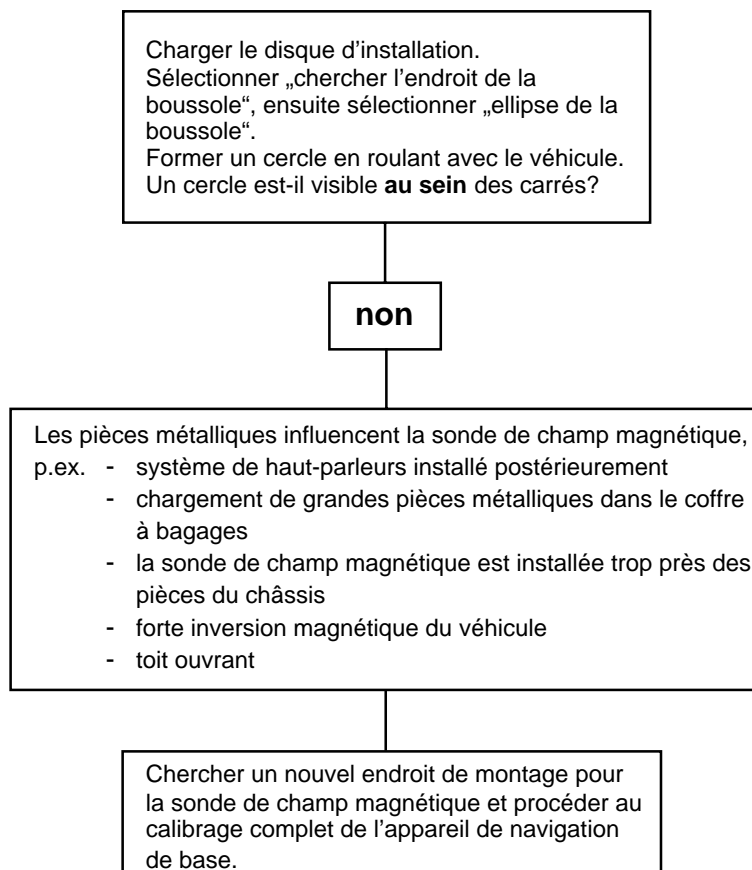 Charger le disque d’installation.
Sélectionner „chercher l’endroit de la
boussole“, ensuite sélectionner „ellipse de la
boussole“.
Former un cercle en roulant avec le véhicule.
Un cercle est-il visible au sein des carrés?
non
Les pièces métalliques influencent la sonde de champ magnétique,
p.ex. - système de haut-parleurs installé postérieurement
- chargement de grandes pièces métalliques dans le coffre
à bagages
- la sonde de champ magnétique est installée trop près des
pièces du châssis
- forte inversion magnétique du véhicule
- toit ouvrant
Chercher un nouvel endroit de montage pour
la sonde de champ magnétique et procéder au
calibrage complet de l’appareil de navigation
de base.